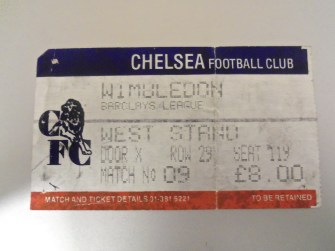 CHELSEA FOOTBALL CLUB
WIMBLEDON
BARCLAYS LEAGUE
CFC
WEST STAND
DOOR X ROW 29 SEAT 119
MATCH NO 09 £8.00
MATCH AND TICKET DETAILS 01-381 6221 TO BE RETAINED